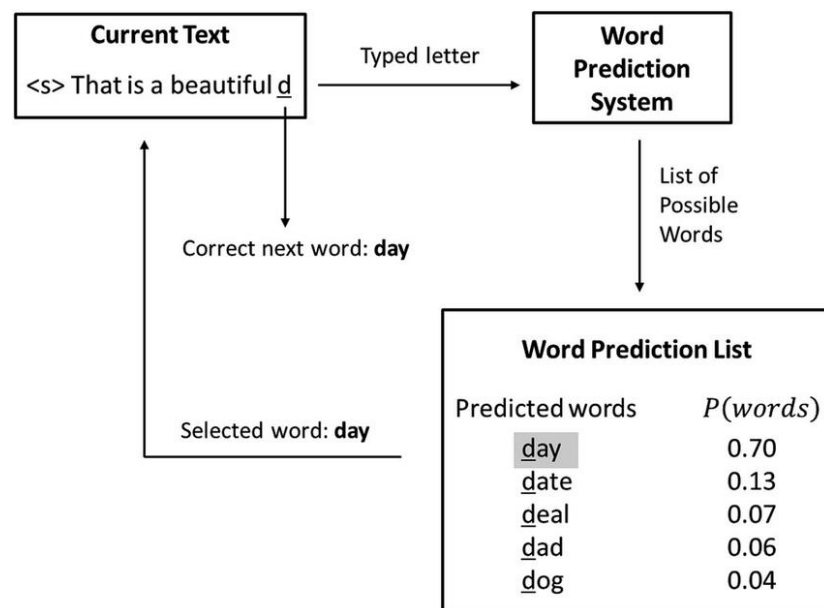 Current Text
<s> That is a beautiful d
Typed letter
Word
Prediction
System
Correct next word: day
List of
Possible
Words
Selected word: day
Word Prediction List
Predicted words P(words)
day 0.70
date 0.13
deal 0.07
dad 0.06
dog 0.04